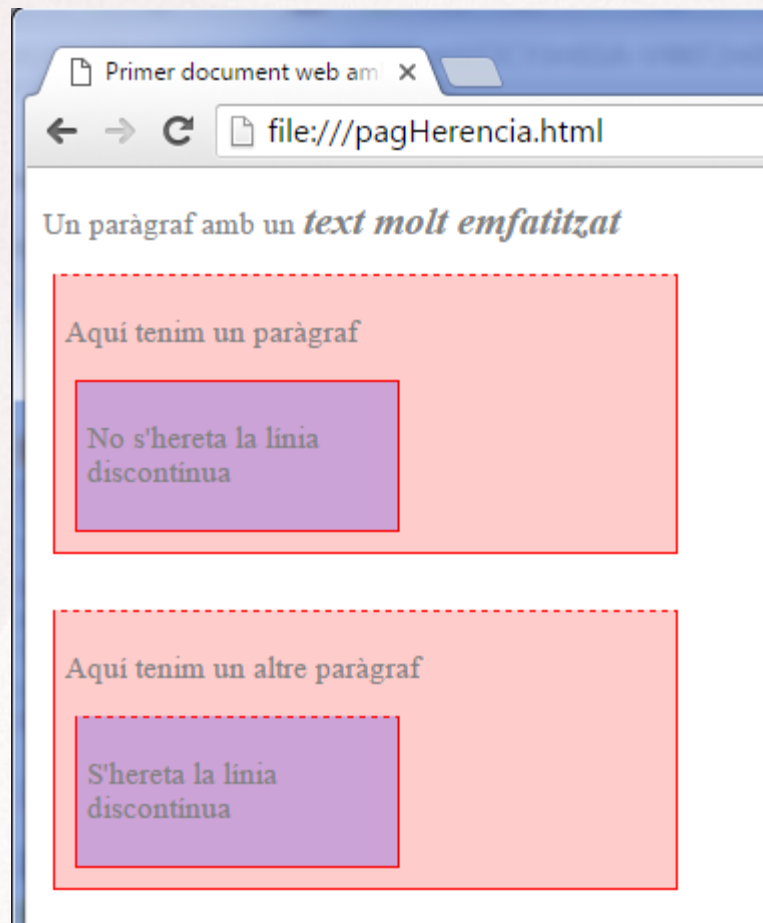 Primer document web am
file:///pagHerencia.html
Un paràgraf amb un text molt emfatitzat
Aquí tenim un paràgraf
No s'hereta la línia
discontínua
Aquí tenim un altre paràgraf
S'hereta la línia
discontínua